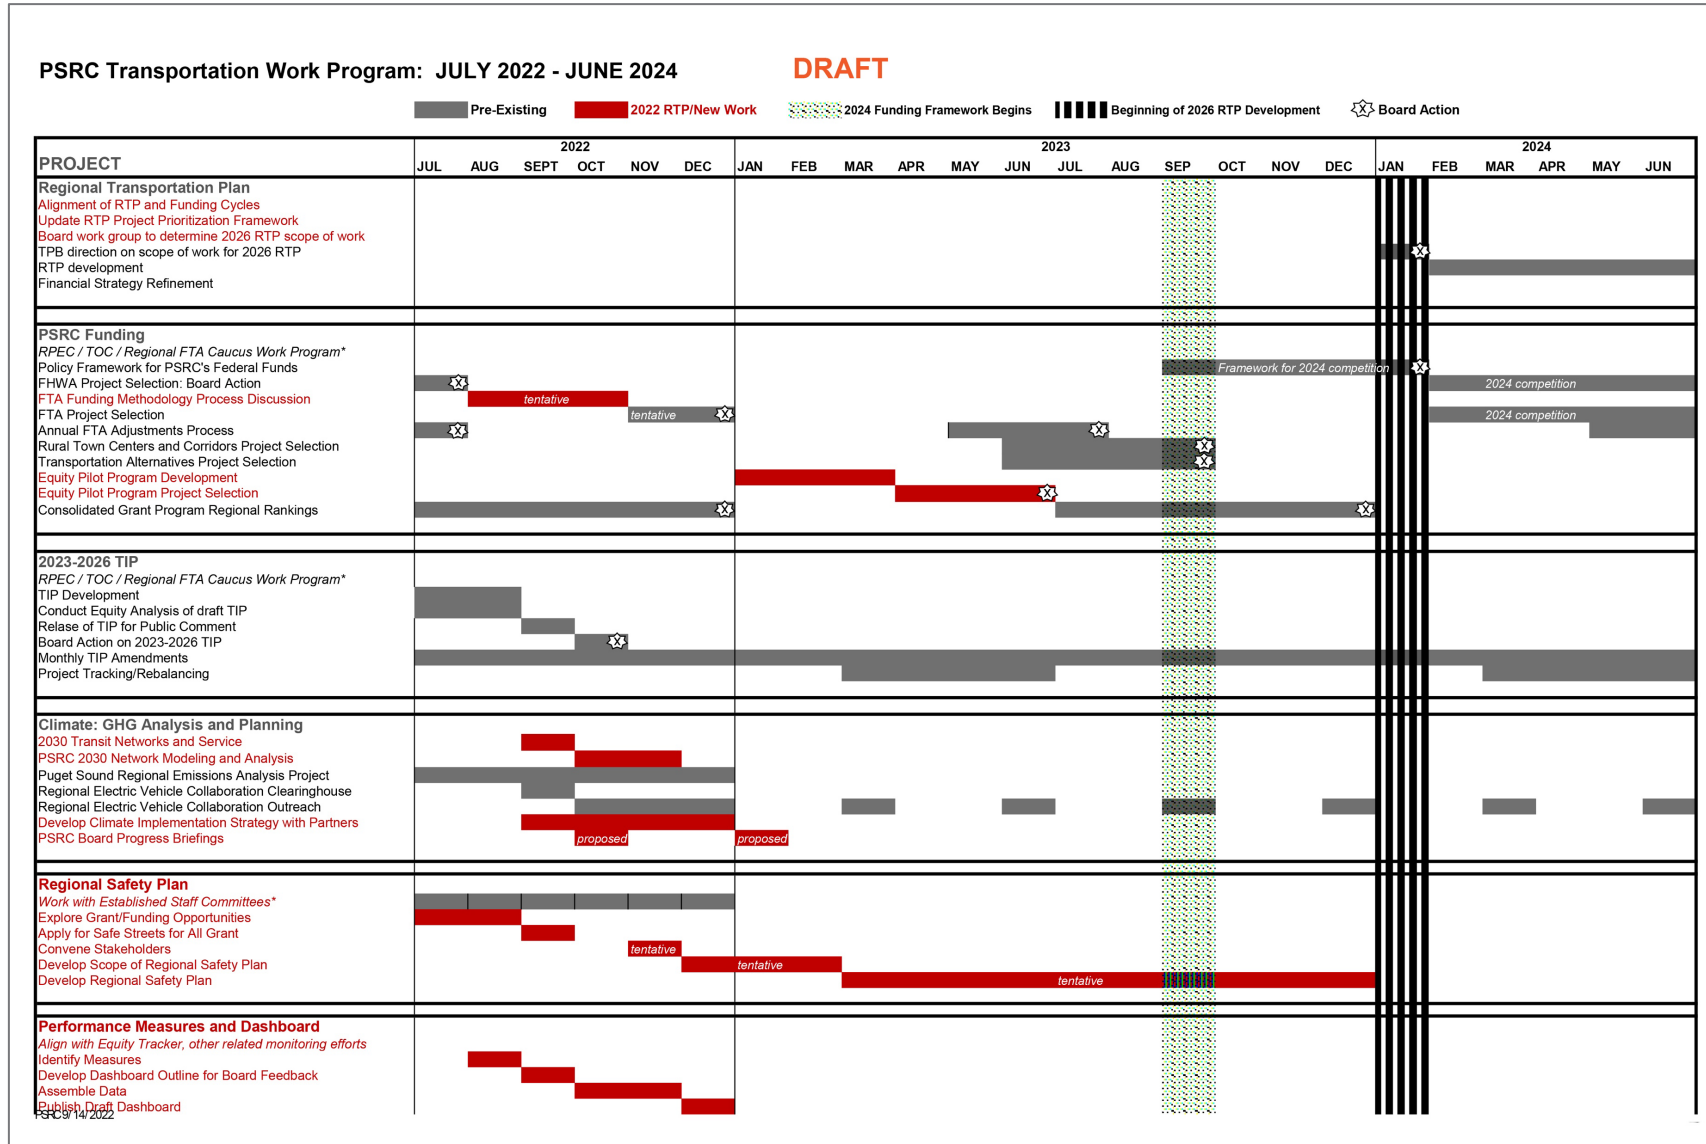 PSRC Transportation Work Program: JULY 2022 - JUNE 2024 DRAFT
Pre-Existing 2022 RTP/New Work 2024 Funding Framework Begins Beginning of 2026 RTP Development X Board Action
2022 2023 2024
PROJECT JUL AUG SEPT OCT NOV DEC JAN FEB MAR APR MAY JUN JUL AUG SEP OCT NOV DEC JAN FEB MAR APR MAY JUN
Regional Transportation Plan
Alignment of RTP and Funding Cycles
Update RTP Project Prioritization Framework
Board work group to determine 2026 RTP scope of work
TPB direction on scope of work for 2026 RTP X
RTP development
Financial Strategy Refinement
PSRC Funding
RPEC / TOC / Regional FTA Caucus Work Program*
Policy Framework for PSRC's Federal Funds Framework for 2024 competition X
FHWA Project Selection: Board Action X 2024 competition
FTA Funding Methodology Process Discussion tentative
FTA Project Selection tentative X 2024 competition
Annual FTA Adjustments Process X X
Rural Town Centers and Corridors Project Selection X
Transportation Alternatives Project Selection X
Equity Pilot Program Development
Equity Pilot Program Project Selection X
Consolidated Grant Program Regional Rankings X X
2023-2026 TIP
RPEC / TOC / Regional FTA Caucus Work Program*
TIP Development
Conduct Equity Analysis of draft TIP
Relase of TIP for Public Comment
Board Action on 2023-2026 TIP X
Monthly TIP Amendments
Project Tracking/Rebalancing
Climate: GHG Analysis and Planning
2030 Transit Networks and Service
PSRC 2030 Network Modeling and Analysis
Puget Sound Regional Emissions Analysis Project
Regional Electric Vehicle Collaboration Clearinghouse
Regional Electric Vehicle Collaboration Outreach
Develop Climate Implementation Strategy with Partners
PSRC Board Progress Briefings proposed proposed
Regional Safety Plan
Work with Established Staff Committees*
Explore Grant/Funding Opportunities
Apply for Safe Streets for All Grant
Convene Stakeholders tentative
Develop Scope of Regional Safety Plan tentative
Develop Regional Safety Plan tentative
Performance Measures and Dashboard
Align with Equity Tracker, other related monitoring efforts
Identify Measures
Develop Dashboard Outline for Board Feedback
Assemble Data
Publish Draft Dashboard
PSRC 9/14/2022